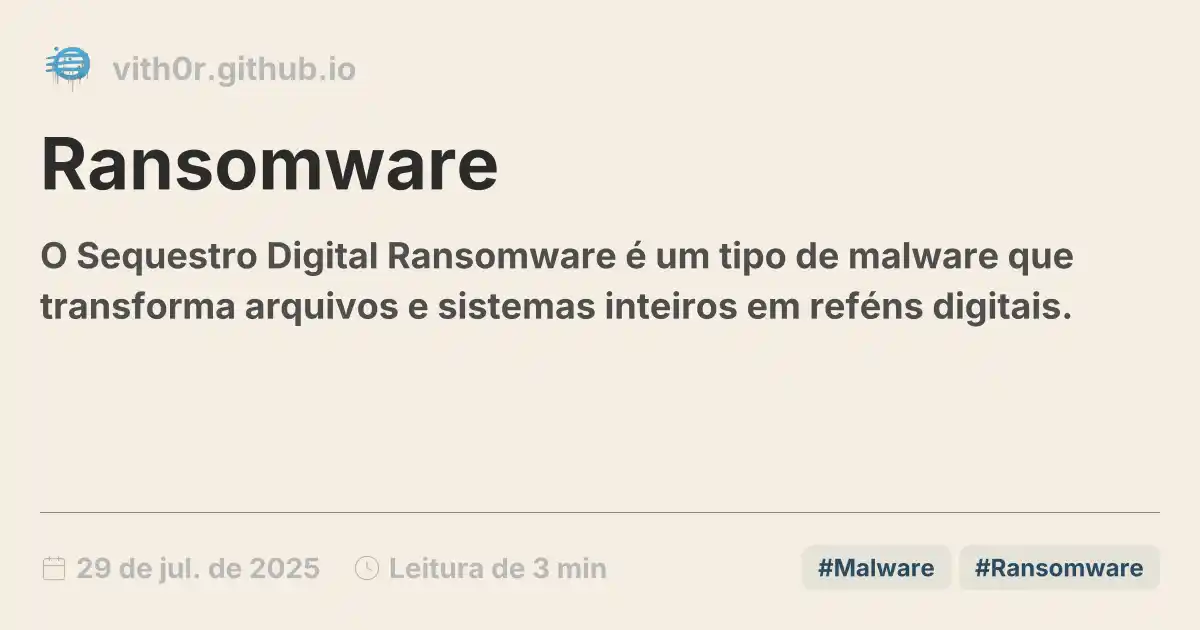 vith0r.github.io
Ransomware
O Sequestro Digital Ransomware é um tipo de malware que
transforma arquivos e sistemas inteiros em reféns digitais.
29 de jul. de 2025 Leitura de 3 min #Malware #Ransomware